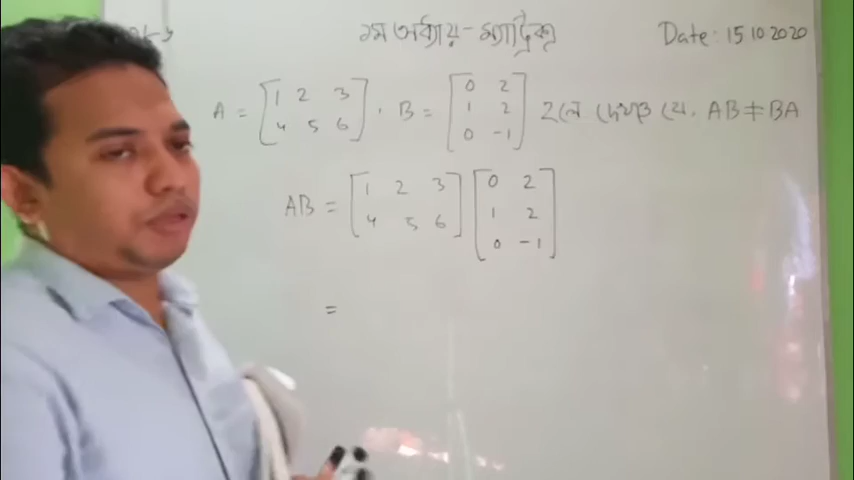 ১ম অধ্যায় - ম্যাট্রিক্স Date: 15.10.2020
A = [1 2 3 4 5 6], B = [0 2 1 2 0 -1] হলে দেখাও যে, AB ≠ BA
AB = [1 2 3 4 5 6] [0 2 1 2 0 -1]
=